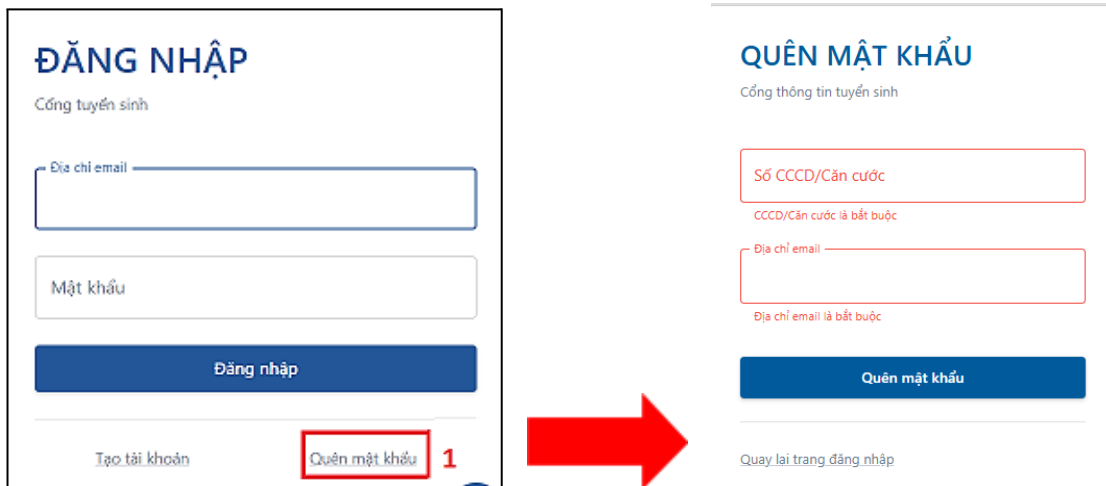 ĐĂNG NHẬP
Cổng tuyển sinh
Địa chỉ email
Mật khẩu
Đăng nhập
Tạo tài khoản
Quên mật khẩu
1
QUÊN MẬT KHẨU
Cổng thông tin tuyển sinh
Số CCCD/Căn cước
CCCD/Căn cước là bắt buộc
Địa chỉ email
Địa chỉ email là bắt buộc
Quên mật khẩu
Quay lại trang đăng nhập